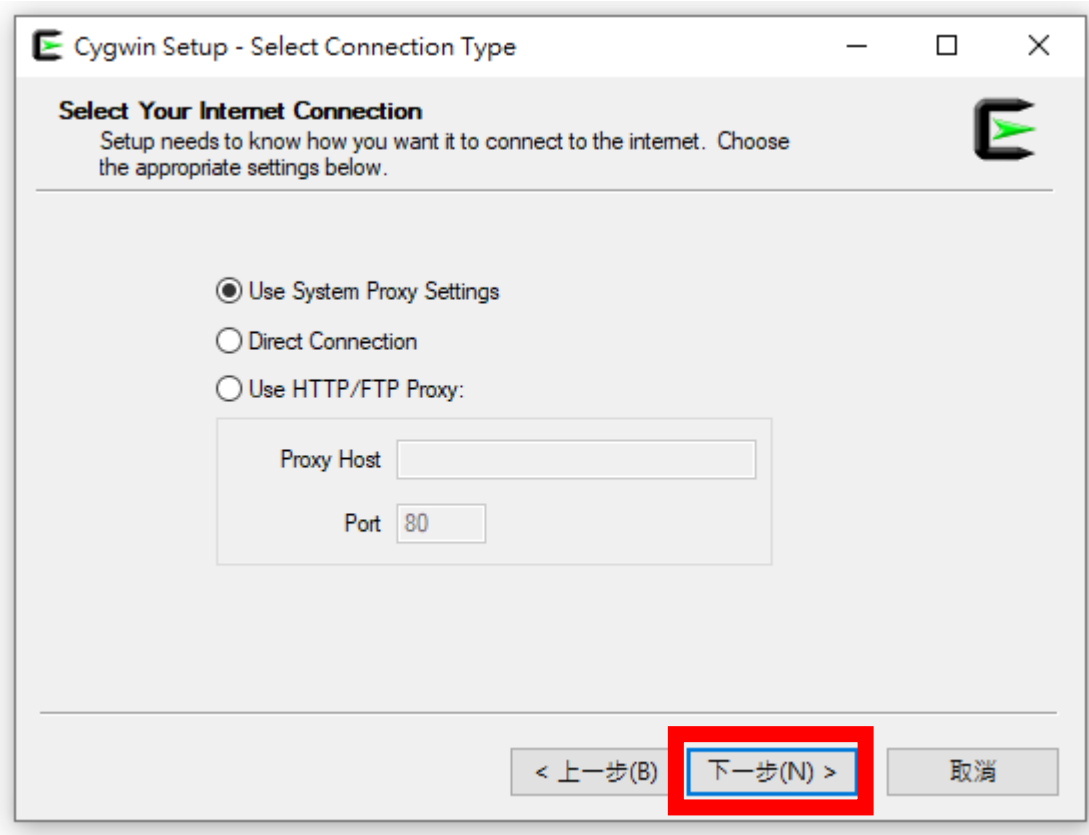 Cygwin Setup - Select Connection Type
Select Your Internet Connection
Setup needs to know how you want it to connect to the internet. Choose
the appropriate settings below.
Use System Proxy Settings
Direct Connection
Use HTTP/FTP Proxy:
Proxy Host
Port 80
< 上一步(B) 下一步(N) > 取消